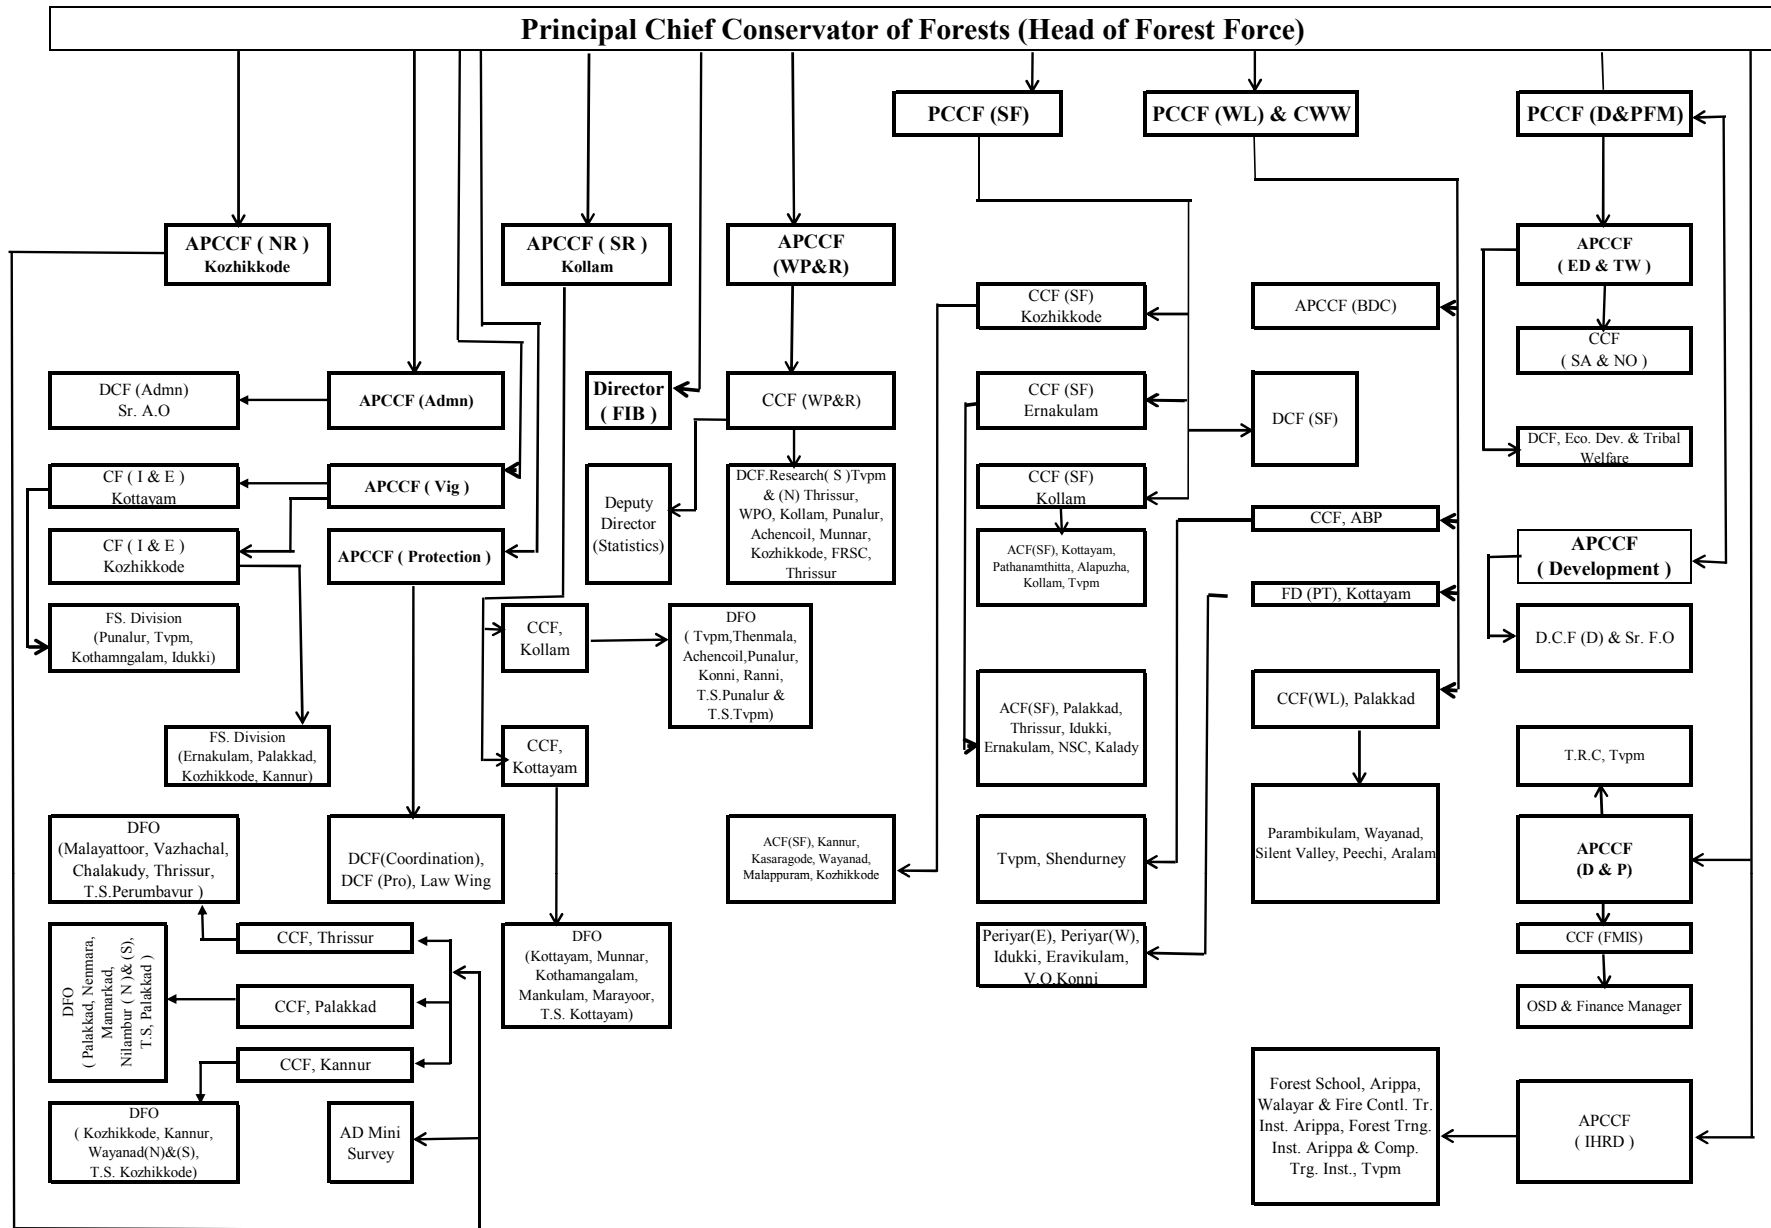 Principal Chief Conservator of Forests (Head of Forest Force)
PCCF (SF)
PCCF (WL) & CWW
PCCF (D&PFM)
APCCF ( NR )
Kozhikkode
APCCF ( SR )
Kollam
APCCF
(WP&R)
APCCF
( ED & TW )
CCF (SF)
Kozhikkode
APCCF (BDC)
CCF
( SA & NO )
DCF (Admn)
Sr. A.O
APCCF (Admn)
Director
( FIB )
CCF (WP&R)
CCF (SF)
Ernakulam
DCF (SF)
DCF, Eco. Dev. & Tribal
Welfare
CF ( I & E )
Kottayam
APCCF ( Vig )
Deputy
Director
(Statistics)
DCF.Research( S )Tvpm
& (N) Thrissur,
WPO, Kollam, Punalur,
Achencoil, Munnar,
Kozhikkode, FRSC,
Thrissur
CCF (SF)
Kollam
CCF, ABP
CF ( I & E )
Kozhikkode
APCCF ( Protection )
ACF(SF), Kottayam,
Pathanamthitta, Alapuzha,
Kollam, Tvpm
APCCF
( Development )
FD (PT), Kottayam
FS. Division
(Punalur, Tvpm,
Kothamngalam, Idukki)
CCF,
Kollam
DFO
( Tvpm,Thenmala,
Achencoil,Punalur,
Konni, Ranni,
T.S.Punalur &
T.S.Tvpm)
D.C.F (D) & Sr. F.O
ACF(SF), Palakkad,
Thrissur, Idukki,
Ernakulam, NSC, Kalady
CCF(WL), Palakkad
FS. Division
(Ernakulam, Palakkad,
Kozhikkode, Kannur)
CCF,
Kottayam
T.R.C, Tvpm
DFO
(Malayattoor, Vazhachal,
Chalakudy, Thrissur,
T.S.Perumbavur )
DCF(Coordination),
DCF (Pro), Law Wing
ACF(SF), Kannur,
Kasaragode, Wayanad,
Malappuram, Kozhikkode
Tvpm, Shendurney
Parambikulam, Wayanad,
Silent Valley, Peechi, Aralam
APCCF
(D & P)
DFO
( Palakkad, Nenmara,
Mannarkad,
Nilambur ( N )& (S),
T.S, Palakkad )
CCF, Thrissur
DFO
(Kottayam, Munnar,
Kothamangalam,
Mankulam, Marayoor,
T.S. Kottayam)
Periyar(E), Periyar(W),
Idukki, Eravikulam,
V.O.Konni
CCF (FMIS)
CCF, Palakkad
OSD & Finance Manager
CCF, Kannur
Forest School, Arippa,
Walayar & Fire Contl. Tr.
Inst. Arippa, Forest Trng.
Inst. Arippa & Comp.
Trg. Inst., Tvpm
APCCF
( IHRD )
DFO
( Kozhikkode, Kannur,
Wayanad(N)&(S),
T.S. Kozhikkode)
AD Mini
Survey